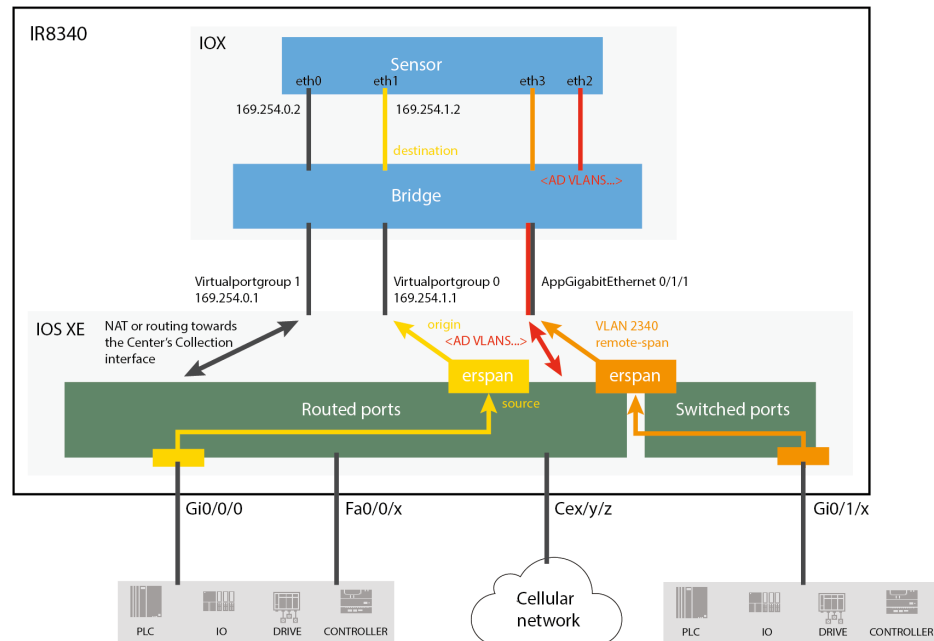 IR8340
IOX
Sensor
eth0
eth1
eth3
eth2
169.254.0.2
169.254.1.2
destination
<AD VLANS...>
Bridge
Virtualportgroup 1
169.254.0.1
Virtualportgroup 0
169.254.1.1
AppGigabitEthernet 0/1/1
IOS XE
NAT or routing towards
the Center's Collection
interface
origin
<AD VLANS...>
VLAN 2340
remote-span
erspan
erspan
Routed ports
source
Switched ports
Gi0/0/0
Fa0/0/x
Cex/y/z
Gi0/1/x
PLC
IO
DRIVE
CONTROLLER
Cellular
network
PLC
IO
DRIVE
CONTROLLER